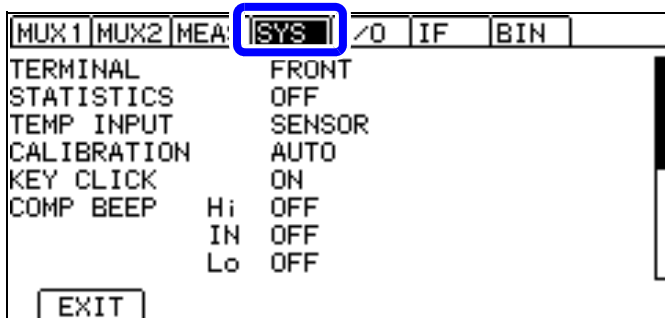 MUX1 MUX2 MEAS SYS I/O IF BIN
TERMINAL FRONT
STATISTICS OFF
TEMP INPUT SENSOR
CALIBRATION AUTO
KEY CLICK ON
COMP BEEP Hi OFF
IN OFF
Lo OFF
EXIT